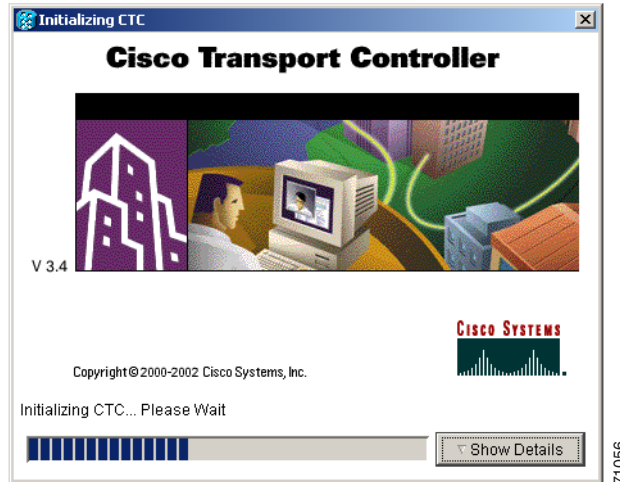 Initializing CTC
Cisco Transport Controller
V 3.4
CISCO SYSTEMS
Copyright © 2000-2002 Cisco Systems, Inc.
Initializing CTC... Please Wait
Show Details
71056